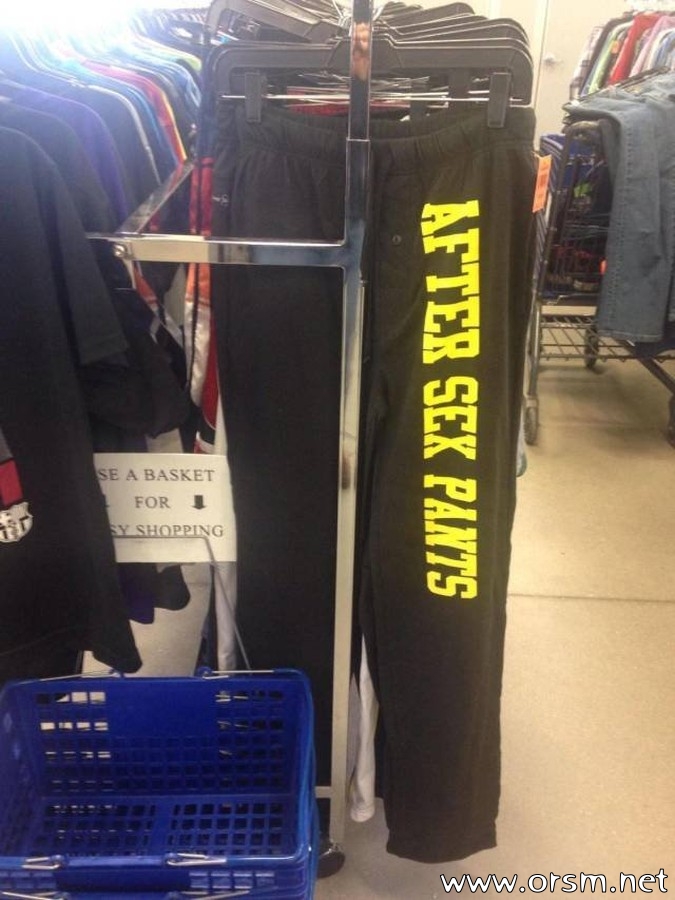 AFTER SEX PANTS
SE A BASKET
FOR
SY SHOPPING
www.orsm.net